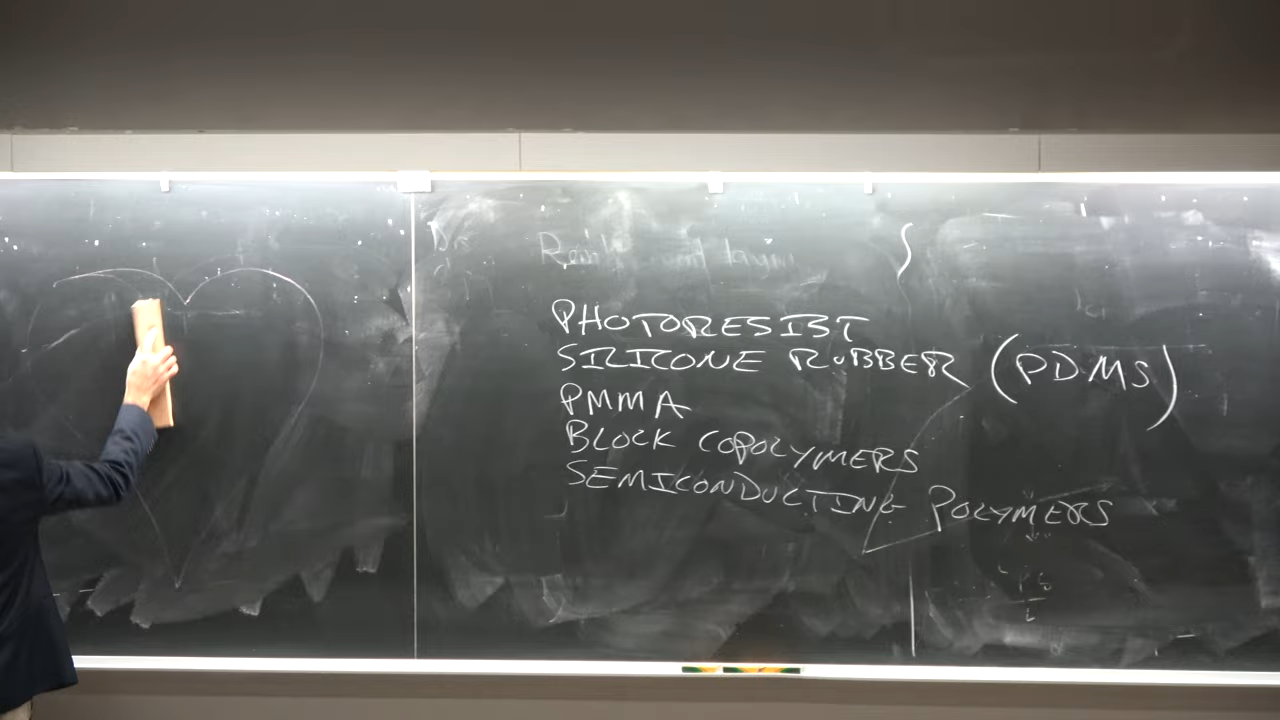 PHOTORESIST
SILICONE RUBBER (PDMS)
PMMA
BLOCK COPOLYMERS
SEMICONDUCTING POLYMERS